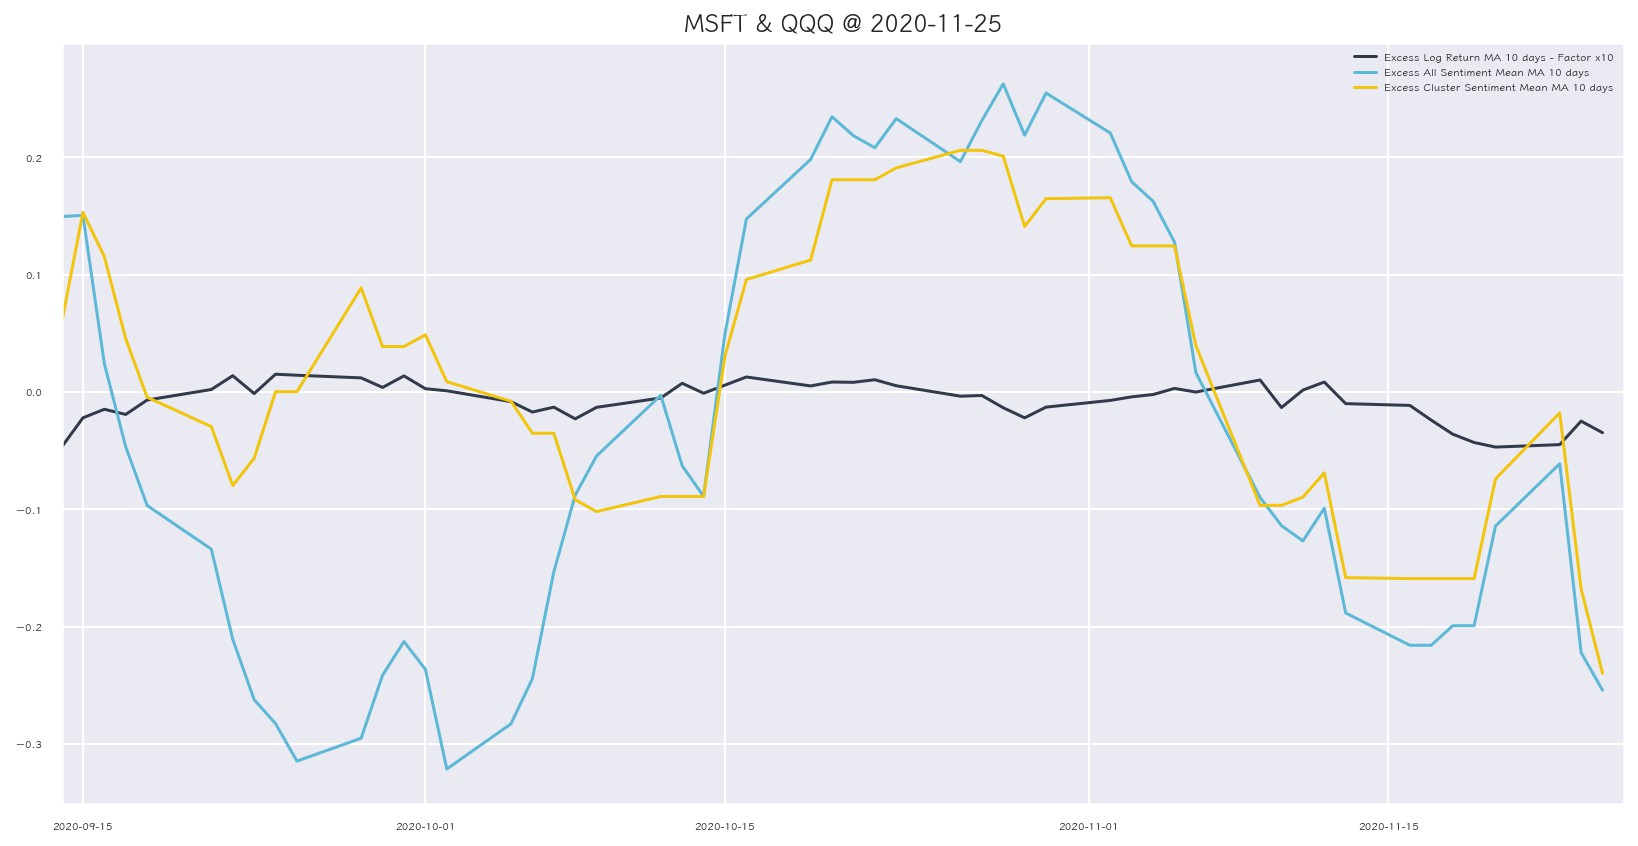 MSFT & QQQ @ 2020-11-25
Excess Log Return MA 10 days - Factor x10
Excess All Sentiment Mean MA 10 days
Excess Cluster Sentiment Mean MA 10 days
0.2
0.1
0.0
−0.1
−0.2
−0.3
2020-09-15
2020-10-01
2020-10-15
2020-11-01
2020-11-15